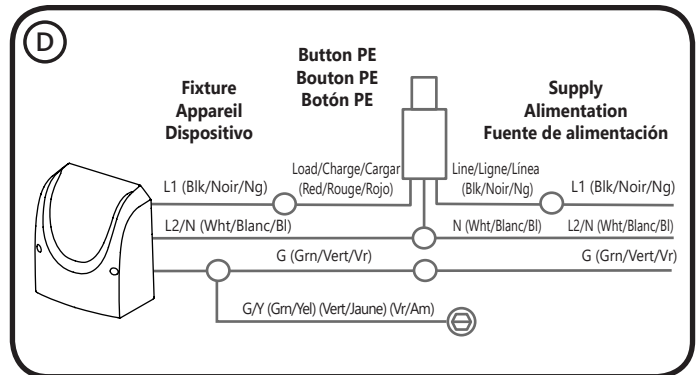 D
Button PE
Bouton PE
Botón PE
Fixture
Appareil
Dispositivo
Supply
Alimentation
Fuente de alimentación
L1 (Blk/Noir/Ng)
Load/Charge/Cargar
(Red/Rouge/Rojo)
Line/Ligne/Línea
(Blk/Noir/Ng)
L1 (Blk/Noir/Ng)
L2/N (Wht/Blanc/Bl)
N (Wht/Blanc/Bl)
L2/N (Wht/Blanc/Bl)
G (Grn/Vert/Vr)
G (Grn/Vert/Vr)
G/Y (Grn/Yel) (Vert/Jaune) (Vr/Am)